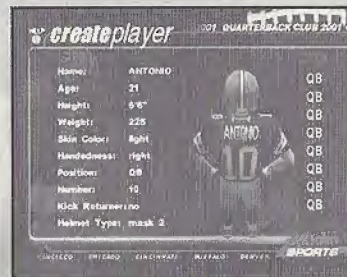 createplayer
2001 QUARTERBACK CLUB 2001
Name: ANTONIO
Age: 21
Height: 6'6"
Weight: 225
Skin Color: light
Handedness: right
Position: QB
Number: 10
Kick Returner: no
Helmet Type: mask 2
ANTONIO
10
QB
QB
QB
QB
QB
QB
QB
CHICAGO CINCINNATI BUFFALO DENVER
SPORTS